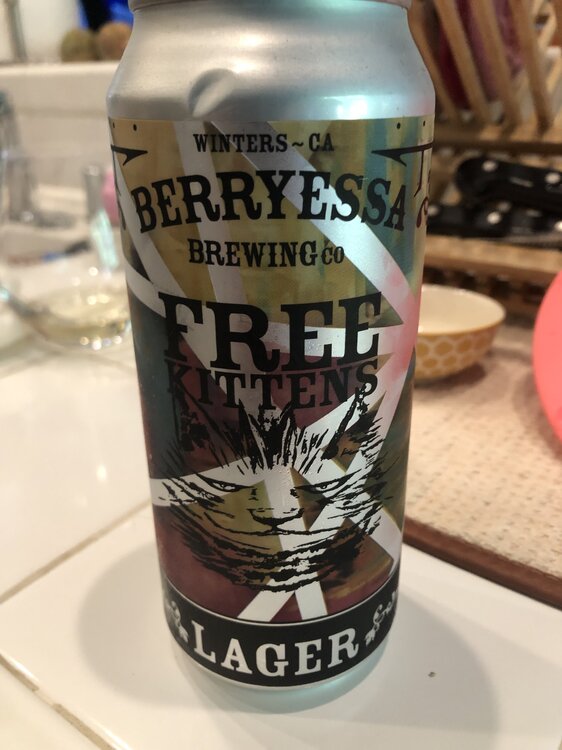 WINTERS ~ CA
BERRYESSA
BREWING CO
FREE
KITTENS
LAGER